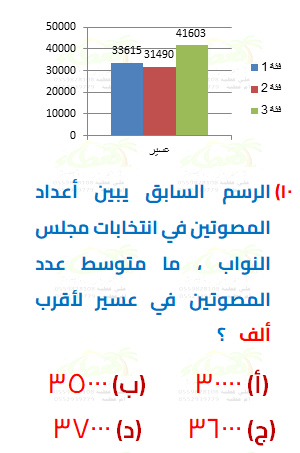 50000
40000
30000
20000
10000
0
33615
31490
41603
عسير
فئة 1
فئة 2
فئة 3
١٠) الرسم السابق يبين أعداد
المصوتين في انتخابات مجلس
النواب ، ما متوسط عدد
المصوتين في عسير لأقرب
ألف ؟
(أ) ٣٠٠٠٠ (ب) ٣٥٠٠٠
(ج) ٣٦٠٠٠ (د) ٣٧٠٠٠